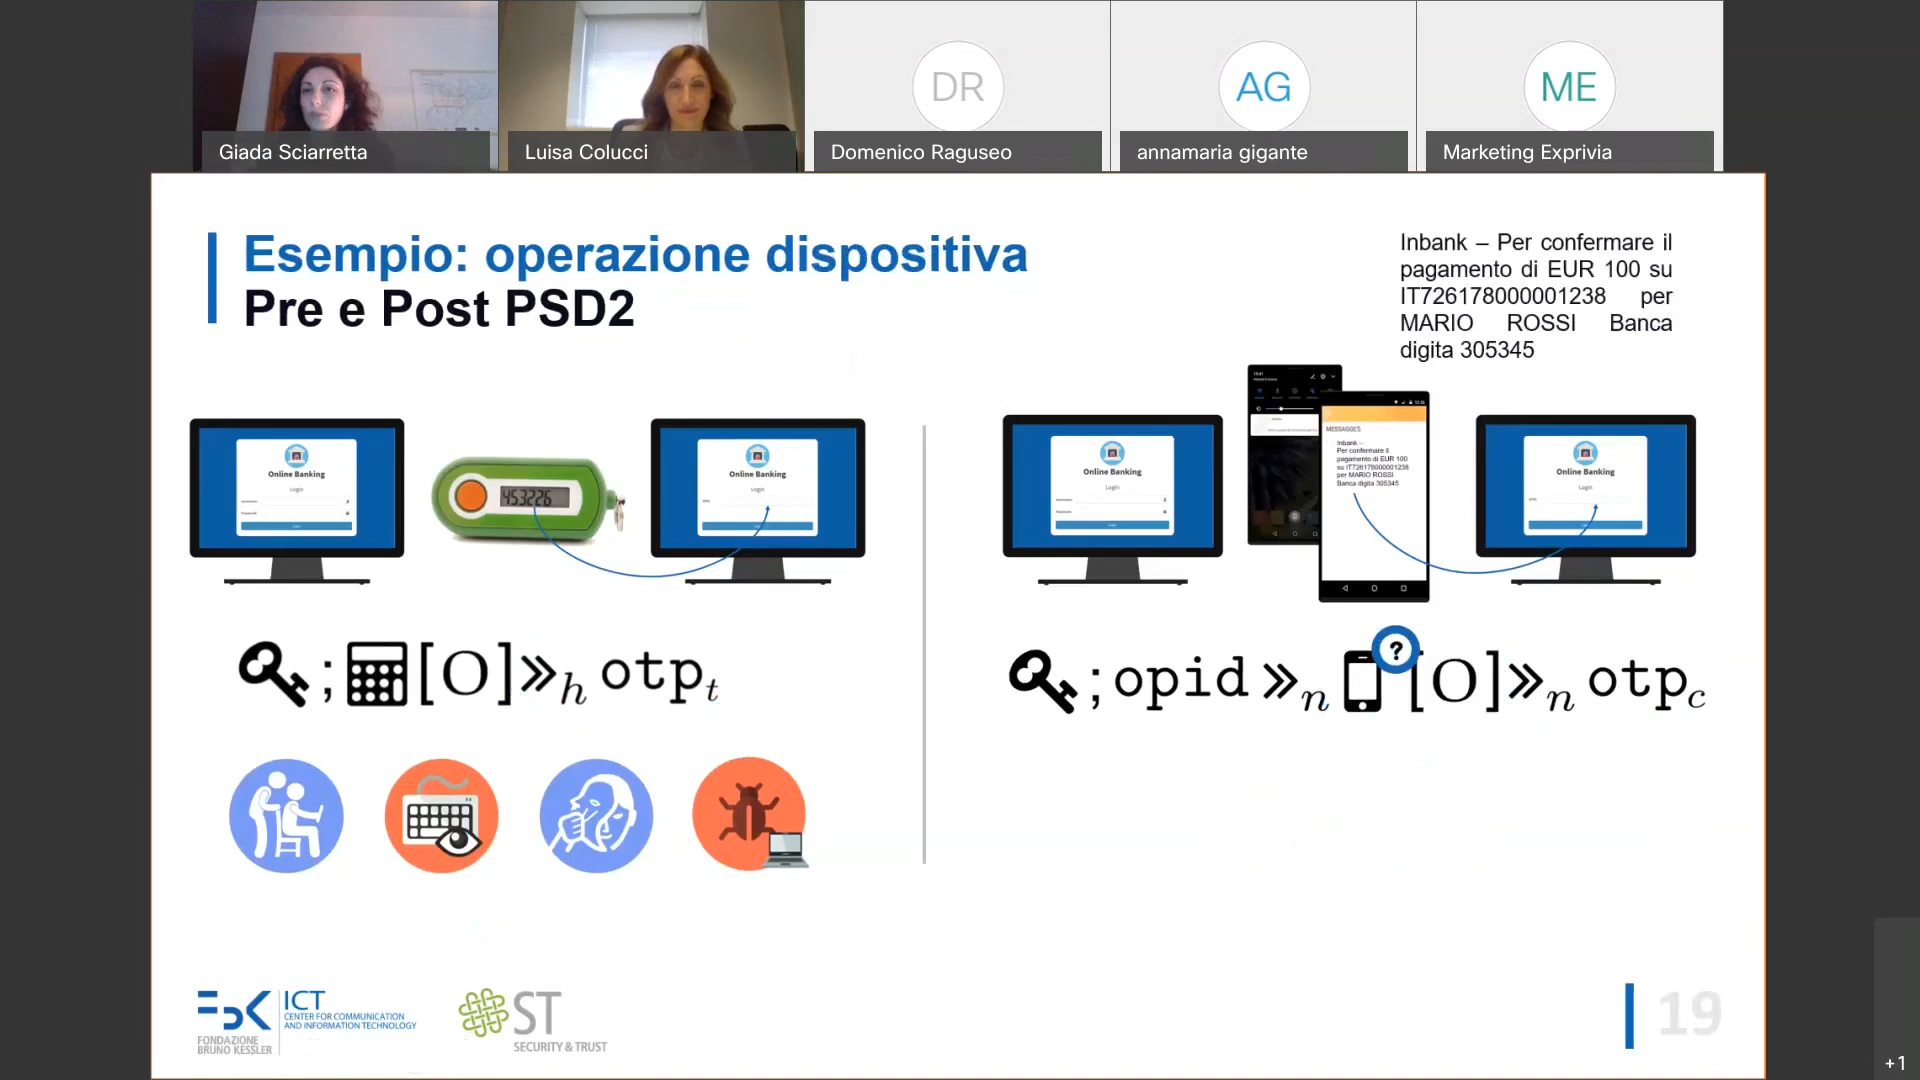 DR
AG
ME
Giada Sciarretta
Luisa Colucci
Domenico Raguseo
annamaria gigante
Marketing Exprivia
Esempio: operazione dispositiva
Pre e Post PSD2
Inbank – Per confermare il
pagamento di EUR 100 su
IT726178000001238 per
MARIO ROSSI Banca
digita 305345
Online Banking
Login
453226
Online Banking
Login
Online Banking
Login
MESSAGGES
Inbank –
Per confermare il
pagamento di EUR 100
su IT726178000001238
per MARIO ROSSI
Banca digita 305345
Online Banking
Login
; [O]»h otpt
;opid»n ? [O]»n otpc
FBK ICT
CENTER FOR COMMUNICATION
AND INFORMATION TECHNOLOGY
FONDAZIONE
BRUNO KESSLER
ST
SECURITY & TRUST
19
+1